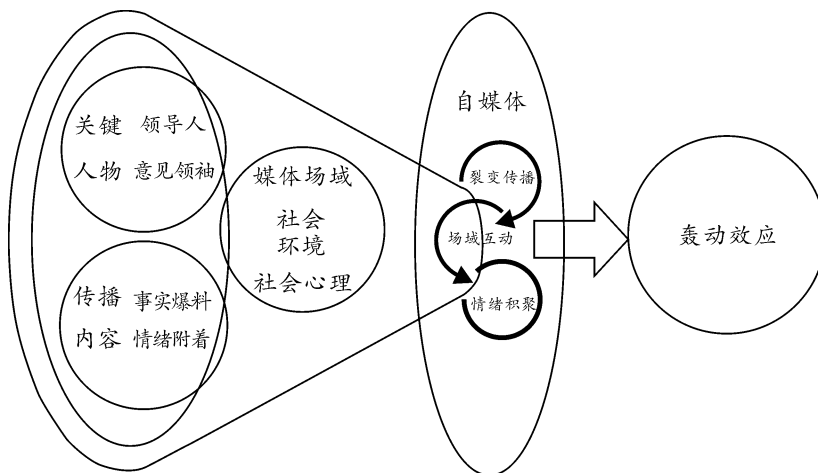 关键 领导人
人物 意见领袖
传播 事实爆料
内容 情绪附着
媒体场域
社会
环境
社会心理
自媒体
裂变传播
场域互动
情绪积聚
轰动效应